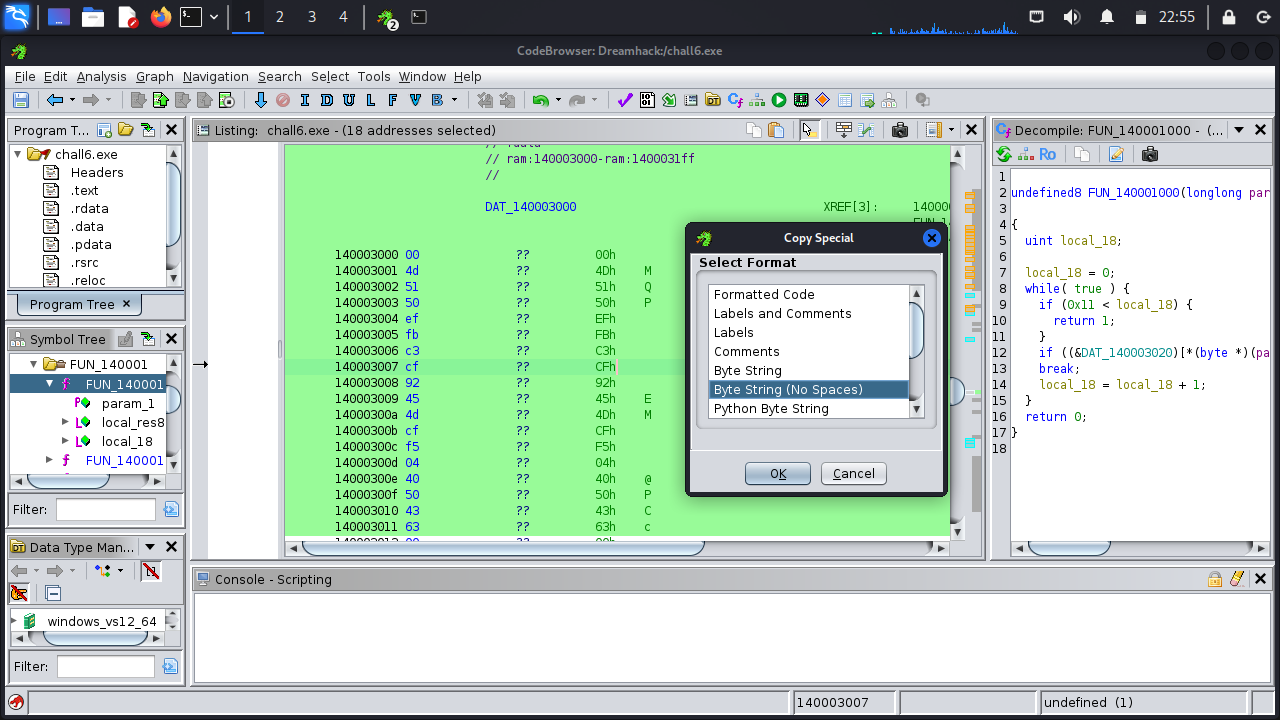 1 2 3 4 2 22:55
CodeBrowser: Dreamhack:/chall6.exe
File Edit Analysis Graph Navigation Search Select Tools Window Help
I D U L F V B
Program T...
chall6.exe
Headers
.text
.rdata
.data
.pdata
.rsrc
.reloc
Program Tree ×
Symbol Tree
FUN_140001
FUN_140001
param_1
local_res8
local_18
FUN_140001
Filter:
Data Type Man...
windows_vs12_64
Filter:
Listing: chall6.exe - (18 addresses selected)
// ram:140003000-ram:1400031ff
//
DAT_140003000 XREF[3]: 14000
140003000 00 ?? 00h
140003001 4d ?? 4Dh M
140003002 51 ?? 51h Q
140003003 50 ?? 50h P
140003004 ef ?? EFh
140003005 fb ?? FBh
140003006 c3 ?? C3h
140003007 cf ?? CFh
140003008 92 ?? 92h
140003009 45 ?? 45h E
14000300a 4d ?? 4Dh M
14000300b cf ?? CFh
14000300c f5 ?? F5h
14000300d 04 ?? 04h
14000300e 40 ?? 40h @
14000300f 50 ?? 50h P
140003010 43 ?? 43h C
140003011 63 ?? 63h c
Copy Special
Select Format
Formatted Code
Labels and Comments
Labels
Comments
Byte String
Byte String (No Spaces)
Python Byte String
OK Cancel
Decompile: FUN_140001000 - (...
Ro
1
2 undefined8 FUN_140001000(longlong par
3
4 {
5 uint local_18;
6
7 local_18 = 0;
8 while( true ) {
9 if (0x11 < local_18) {
10 return 1;
11 }
12 if ((&DAT_140003020)[*(byte *)(pa
13 break;
14 local_18 = local_18 + 1;
15 }
16 return 0;
17 }
18
Console - Scripting
140003007 undefined (1)